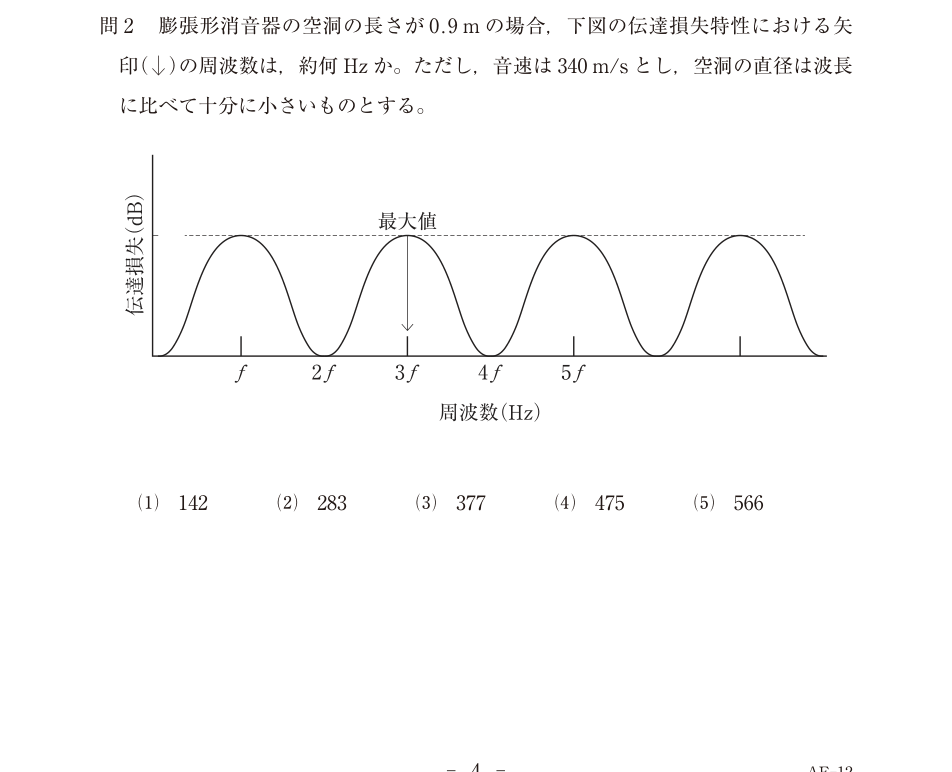 問2　膨張形消音器の空洞の長さが0.9 mの場合，下図の伝達損失特性における矢
印(↓)の周波数は，約何Hzか。ただし，音速は340 m/sとし，空洞の直径は波長
に比べて十分に小さいものとする。
最大値
伝達損失(dB)
f 2f 3f 4f 5f
周波数(Hz)
(1) 142 (2) 283 (3) 377 (4) 475 (5) 566
－ 4 －